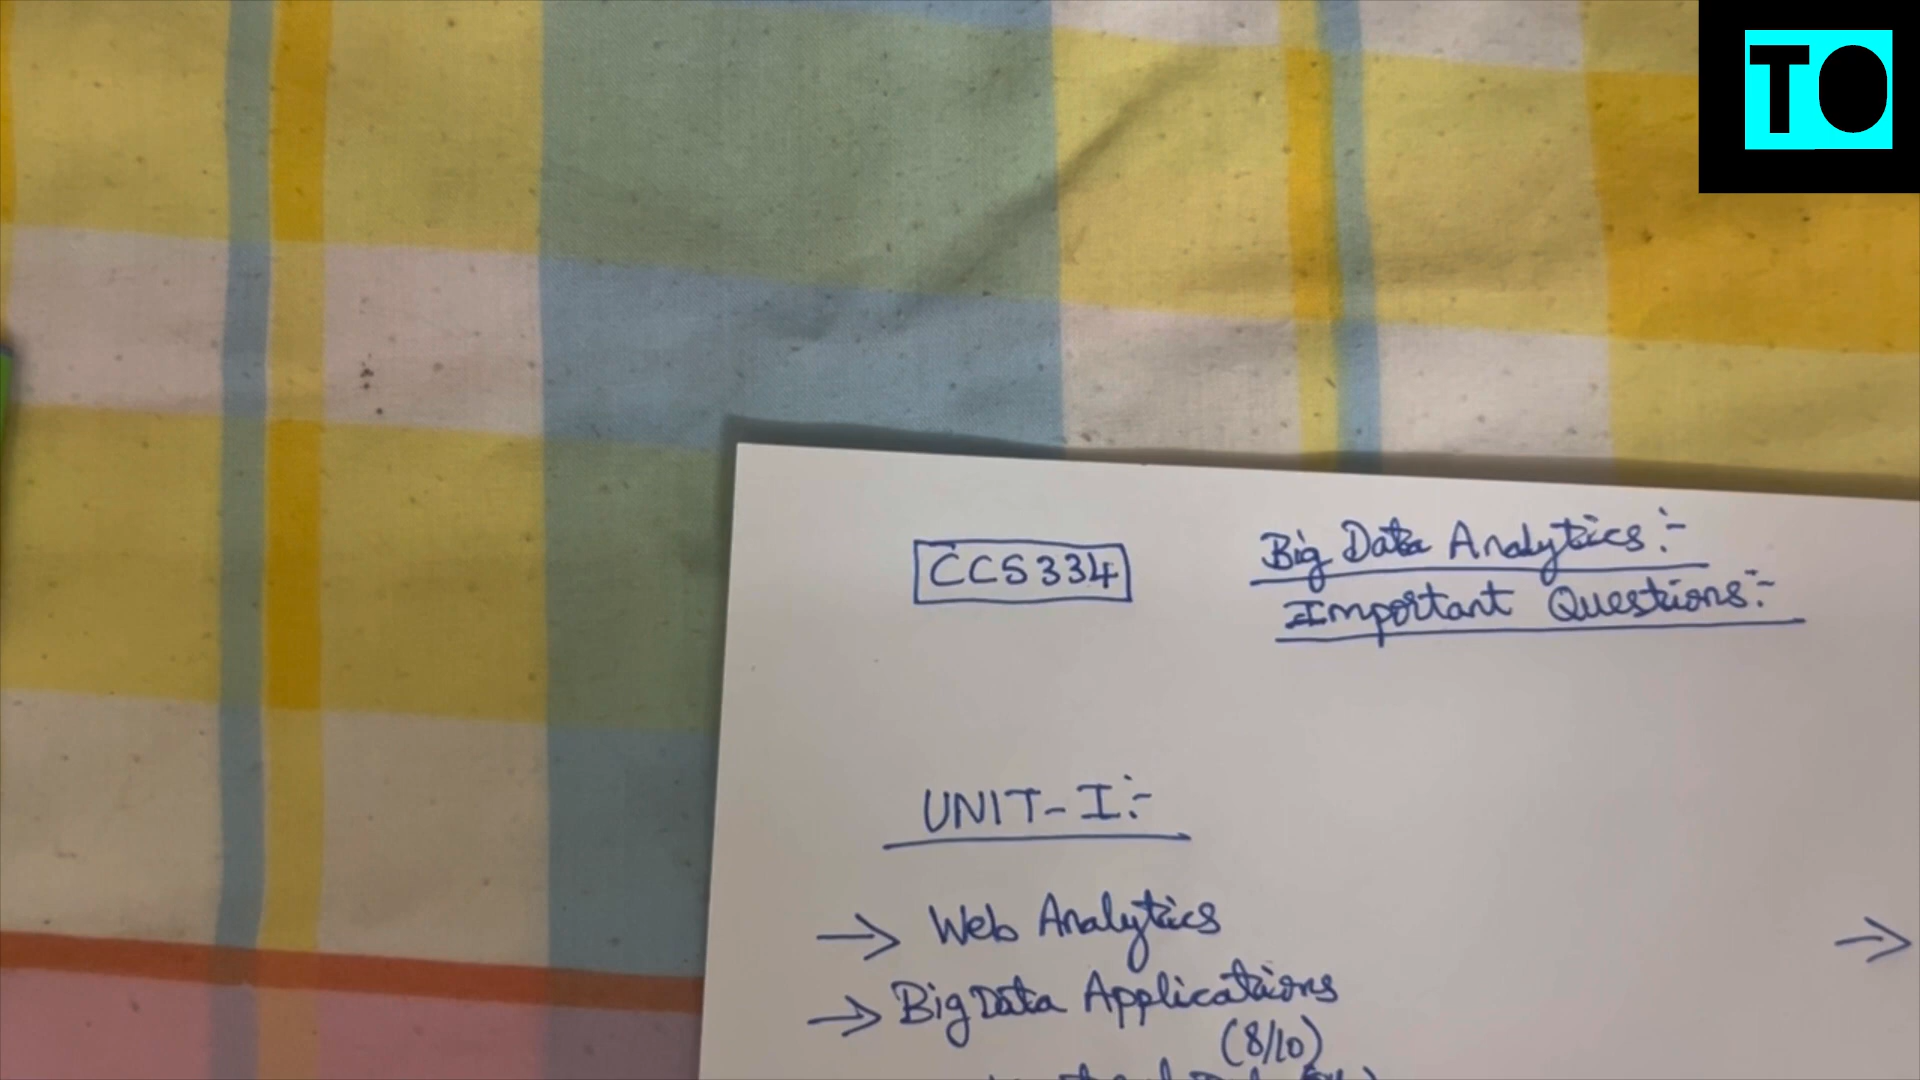 TO
CCS334
Big Data Analytics:-
Important Questions:-
UNIT-I:-
→ Web Analytics
→ Big Data Applications
(8/10)